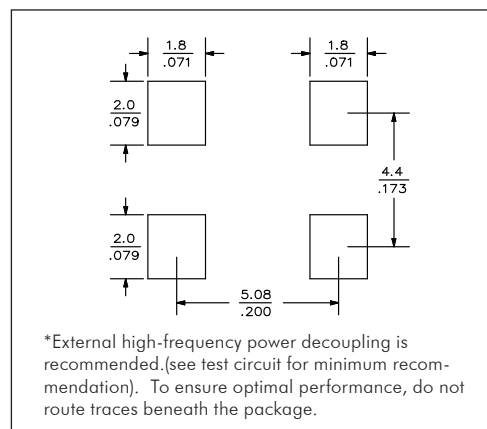 1.8 1.8
.071 .071
2.0
.079
4.4
.173
2.0
.079
5.08
.200
*External high-frequency power decoupling is
recommended.(see test circuit for minimum recom-
mendation).  To ensure optimal performance, do not
route traces beneath the package.